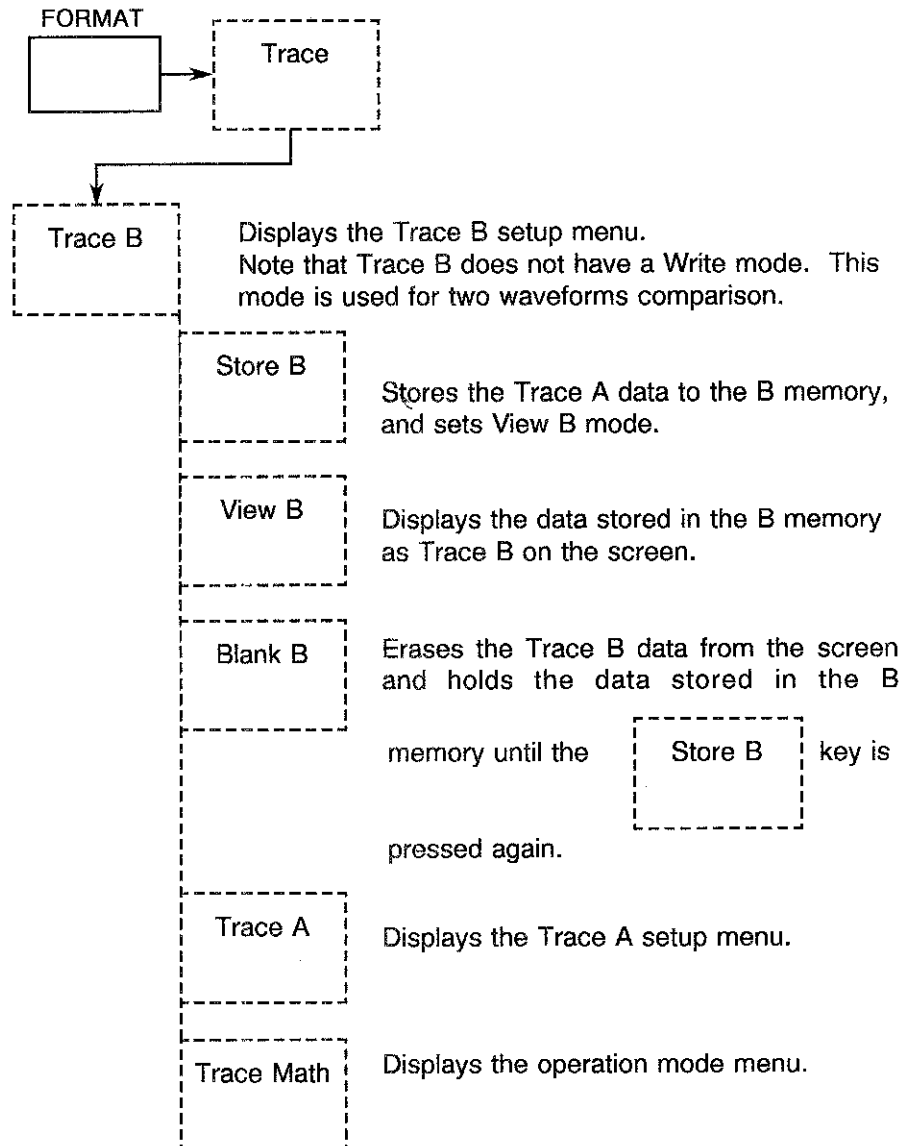 FORMAT
Trace
Trace B
Displays the Trace B setup menu.
Note that Trace B does not have a Write mode. This
mode is used for two waveforms comparison.
Store B
Stores the Trace A data to the B memory,
and sets View B mode.
View B
Displays the data stored in the B memory
as Trace B on the screen.
Blank B
Erases the Trace B data from the screen
and holds the data stored in the B
memory until the Store B key is
pressed again.
Trace A
Displays the Trace A setup menu.
Trace Math
Displays the operation mode menu.